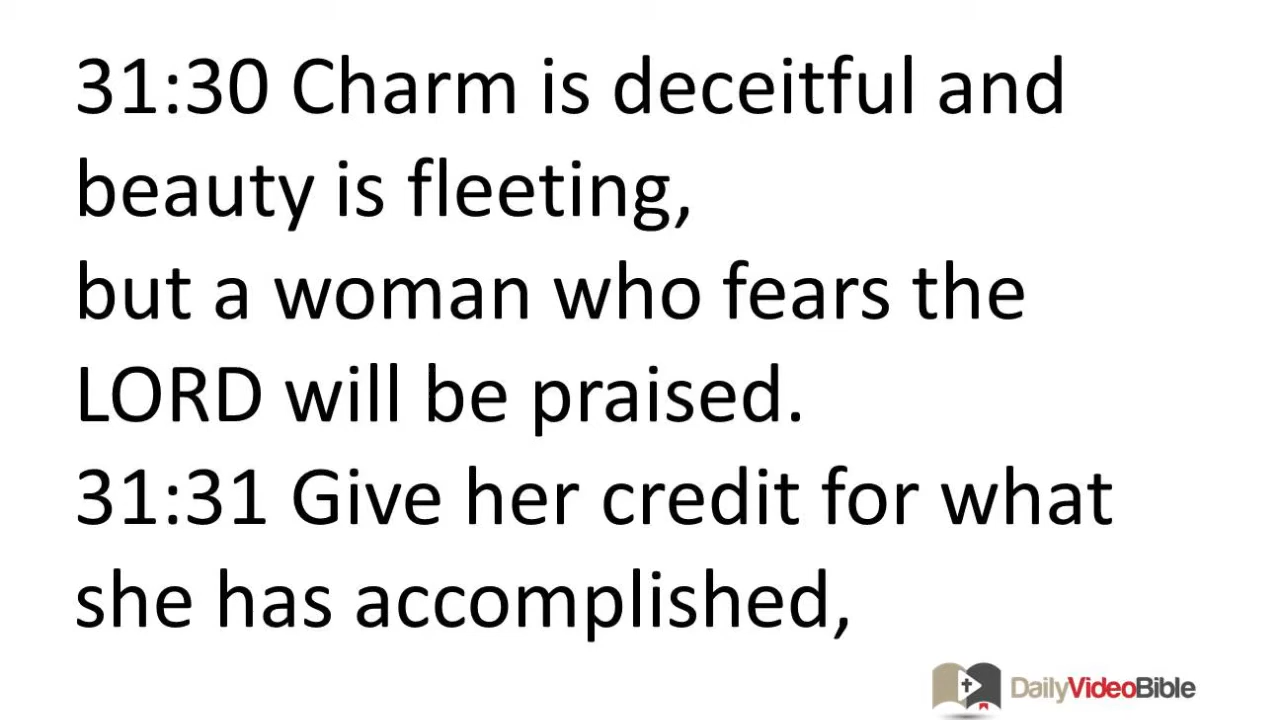 31:30 Charm is deceitful and
beauty is fleeting,
but a woman who fears the
LORD will be praised.
31:31 Give her credit for what
she has accomplished,
DailyVideoBible